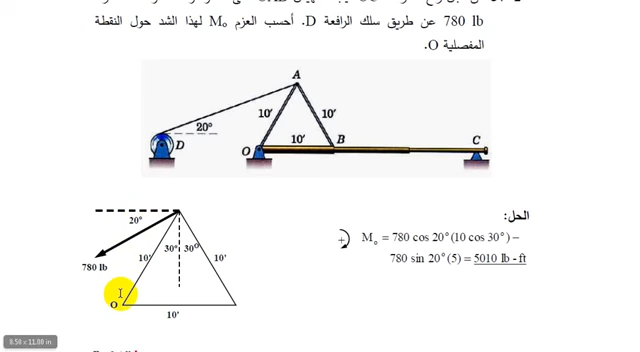 780 lb عن طريق سلك الرافعة D. أحسب العزم Mₒ لهذا الشد حول النقطة
المفصلية O.
A
10′ 10′
20°
D 10′ C
O B
الحل:
20°
M₀ = 780 cos 20°(10 cos 30°) −
30° 30°
780 sin 20°(5) = 5010 lb - ft
10′ 10′
780 lb
O
10′
8.50 x 11.00 in